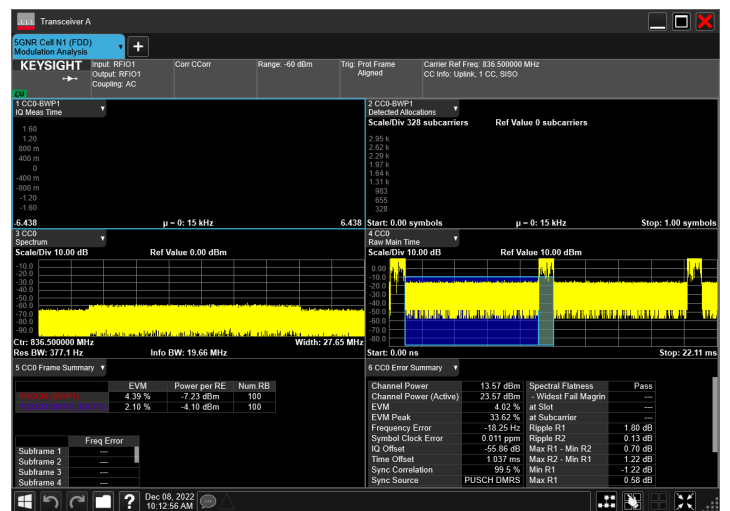 Transceiver A
5GNR Cell N1 (FDD)
Modulation Analysis
KEYSIGHT
LXI
Input: RFIO1
Output: RFIO1
Coupling: AC
Corr CCorr
Range: -60 dBm
Trig: Prot Frame
Aligned
Carrier Ref Freq: 836.500000 MHz
CC Info: Uplink, 1 CC, SISO
1 CC0-BWP1
IQ Meas Time
1.60
1.20
800 m
400 m
0
-400 m
-800 m
-1.20
-1.60
-6.438
μ = 0: 15 kHz
6.438
2 CC0-BWP1
Detected Allocations
Scale/Div 328 subcarriers
Ref Value 0 subcarriers
2.95 k
2.62 k
2.29 k
1.97 k
1.64 k
1.31 k
983
655
328
Start: 0.00 symbols
μ = 0: 15 kHz
Stop: 1.00 symbols
3 CC0
Spectrum
Scale/Div 10.00 dB
Ref Value 0.00 dBm
-10.0
-20.0
-30.0
-40.0
-50.0
-60.0
-70.0
-80.0
-90.0
Ctr: 836.500000 MHz
Width: 27.65 MHz
Res BW: 377.1 Hz
Info BW: 19.66 MHz
4 CC0
Raw Main Time
Scale/Div 10.00 dB
Ref Value 10.00 dBm
0.00
-10.0
-20.0
-30.0
-40.0
-50.0
-60.0
-70.0
-80.0
Start: 0.00 ns
Stop: 22.11 ms
5 CC0 Frame Summary
EVM Power per RE Num.RB
PUSCH (BWP1) 4.39 % -7.23 dBm 100
2.10 % -4.10 dBm 100
Freq Error
Subframe 1 ---
Subframe 2 ---
Subframe 3 ---
Subframe 4 ---
6 CC0 Error Summary
Channel Power 13.57 dBm Spectral Flatness Pass
Channel Power (Active) 23.57 dBm - Widest Fail Magrin ---
EVM 4.02 % at Slot ---
EVM Peak 33.62 % at Subcarrier ---
Frequency Error -18.25 Hz Ripple R1 1.80 dB
Symbol Clock Error 0.011 ppm Ripple R2 0.13 dB
IQ Offset -55.86 dB Max R1 - Min R2 0.70 dB
Time Offset 1.037 ms Max R2 - Min R1 1.22 dB
Sync Correlation 99.5 % Min R1 -1.22 dB
Sync Source PUSCH DMRS Max R1 0.58 dB
?
Dec 08, 2022
10:12:56 AM